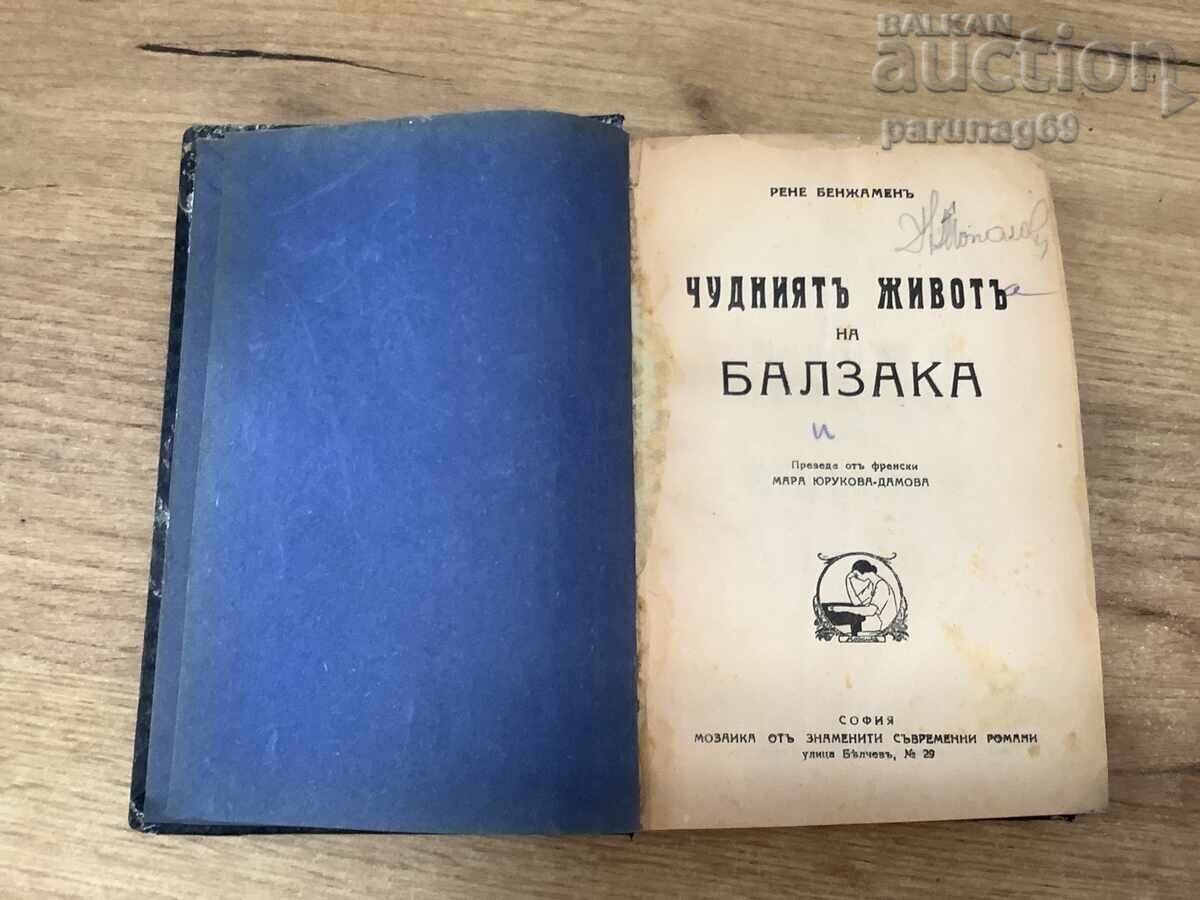 BALKAN
auction
parunag69
РЕНЕ БЕНЖАМЕНЪ
ЧУДНИЯТЪ ЖИВОТЪ
НА
БАЛЗАКА
и
Преведе отъ френски
МАРА ЮРУКОВА-ДАМОВА
СОФИЯ
МОЗАИКА ОТЪ ЗНАМЕНИТИ СЪВРЕМЕННИ РОМАНИ
улица Бѣлчевъ, № 29